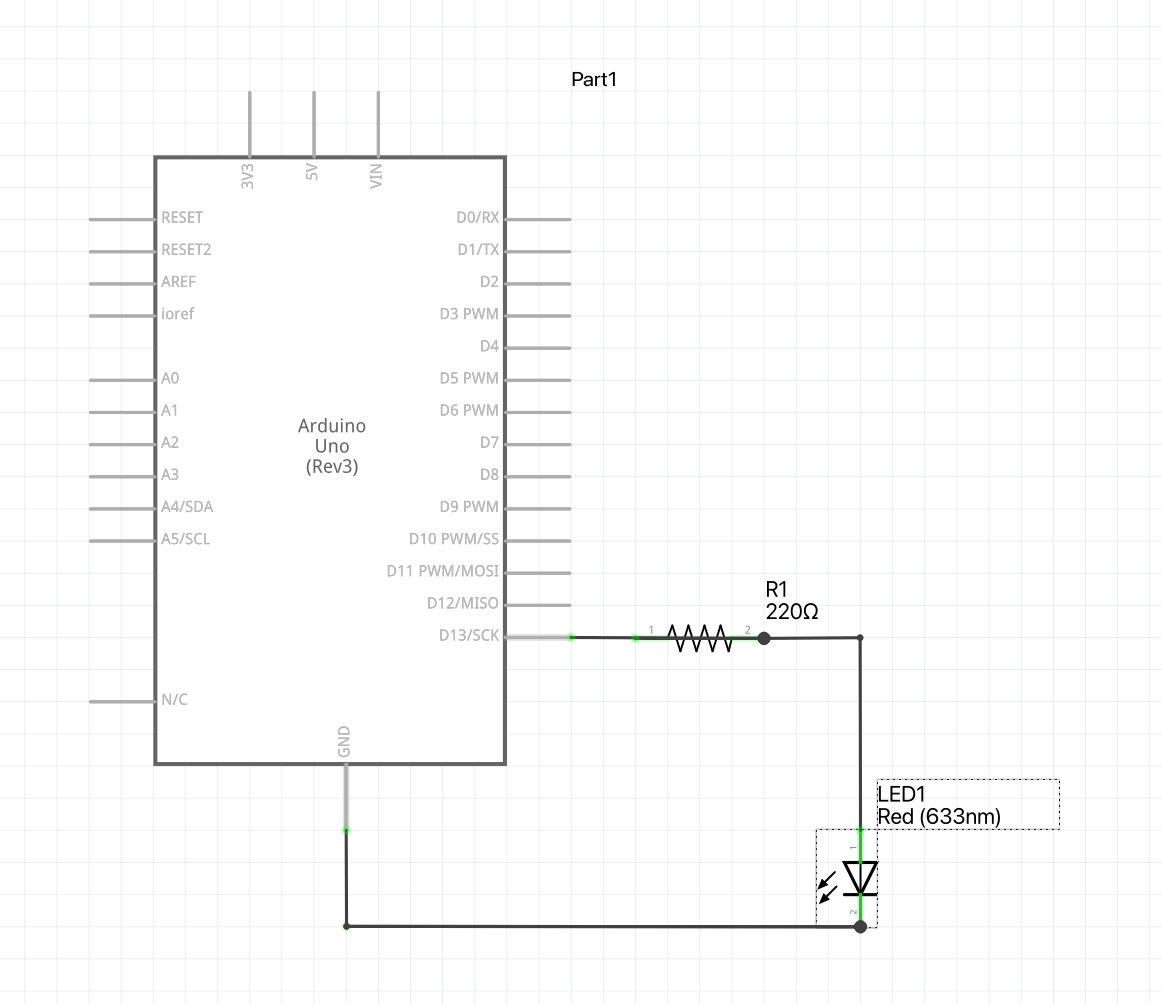 Part1
3V3
5V
VIN
RESET
RESET2
AREF
ioref
A0
A1
A2
A3
A4/SDA
A5/SCL
N/C
Arduino
Uno
(Rev3)
D0/RX
D1/TX
D2
D3 PWM
D4
D5 PWM
D6 PWM
D7
D8
D9 PWM
D10 PWM/SS
D11 PWM/MOSI
D12/MISO
D13/SCK
GND
1
2
R1
220Ω
LED1
Red (633nm)
1
2